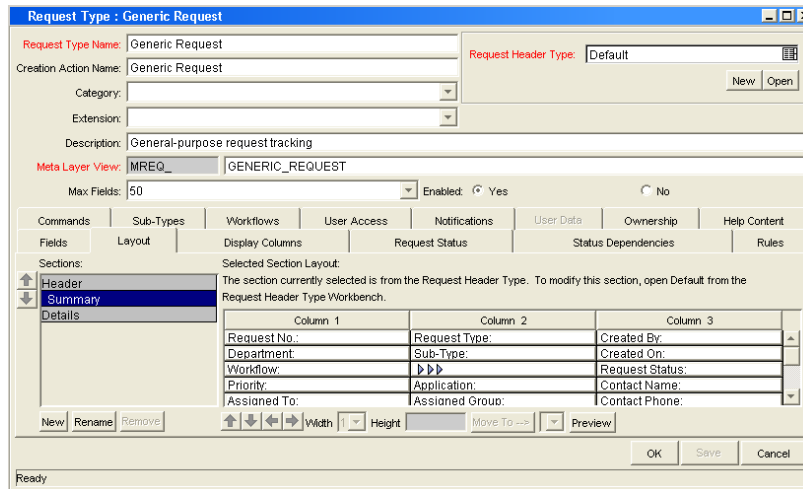 Request Type : Generic Request
Request Type Name: Generic Request
Request Header Type: Default
Creation Action Name: Generic Request
New Open
Category:
Extension:
Description: General-purpose request tracking
Meta Layer View: MREQ_ GENERIC_REQUEST
Max Fields: 50 Enabled: Yes No
Commands Sub-Types Workflows User Access Notifications User Data Ownership Help Content
Fields Layout Display Columns Request Status Status Dependencies Rules
Sections:
Header
Summary
Details
Selected Section Layout:
The section currently selected is from the Request Header Type. To modify this section, open Default from the
Request Header Type Workbench.
Column 1 Column 2 Column 3
Request No.: Request Type: Created By:
Department: Sub-Type: Created On:
Workflow: Request Status:
Priority: Application: Contact Name:
Assigned To: Assigned Group: Contact Phone:
New Rename Remove Width 1 Height Move To --> Preview
OK Save Cancel
Ready